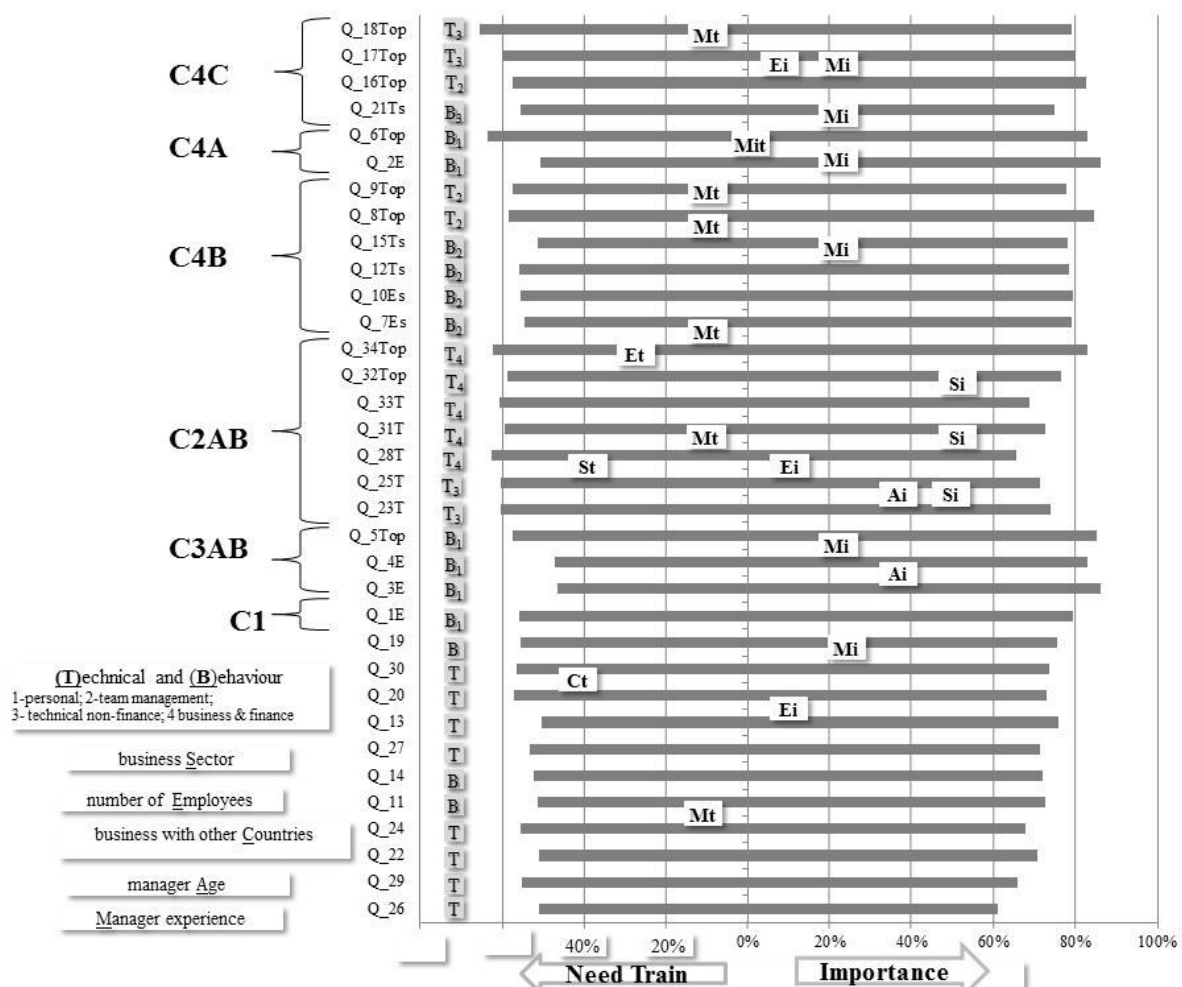 Q_18Top T3 Mt
C4C Q_17Top T3 Ei Mi
Q_16Top T2
Q_21Ts B3 Mi
Q_6Top B1 Mit
C4A Q_2E B1 Mi
Q_9Top T2 Mt
Q_8Top T2 Mt
C4B Q_15Ts B2 Mi
Q_12Ts B2
Q_10Es B2
Q_7Es B2 Mt
Q_34Top T4 Et
Q_32Top T4 Si
Q_33T T4
C2AB Q_31T T4 Mt Si
Q_28T T4 St Ei
Q_25T T3 Ai Si
Q_23T T3
Q_5Top B1 Mi
C3AB Q_4E B1 Ai
Q_3E B1
C1 Q_1E B1
Q_19 B Mi
Q_30 T Ct
Q_20 T Ei
Q_13 T
Q_27 T
Q_14 B
Q_11 B Mt
Q_24 T
Q_22 T
Q_29 T
Q_26 T
(T)echnical and (B)ehaviour
1-personal; 2-team management;
3- technical non-finance; 4 business & finance
business Sector
number of Employees
business with other Countries
manager Age
Manager experience
40% 20% 0% 20% 40% 60% 80% 100%
Need Train Importance